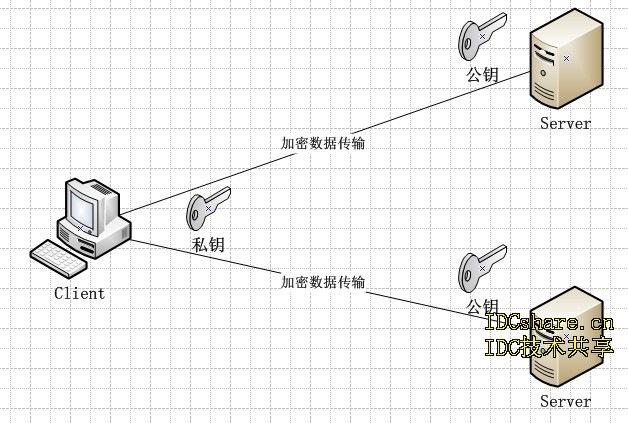 公钥
Server
加密数据传输
私钥
Client
加密数据传输
公钥
IDCshare.cn
IDC技术共享
Server